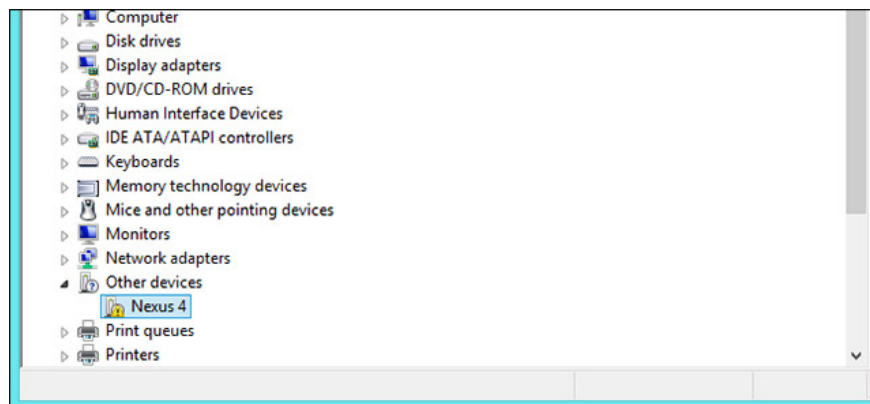 Computer
Disk drives
Display adapters
DVD/CD-ROM drives
Human Interface Devices
IDE ATA/ATAPI controllers
Keyboards
Memory technology devices
Mice and other pointing devices
Monitors
Network adapters
Other devices
Nexus 4
Print queues
Printers